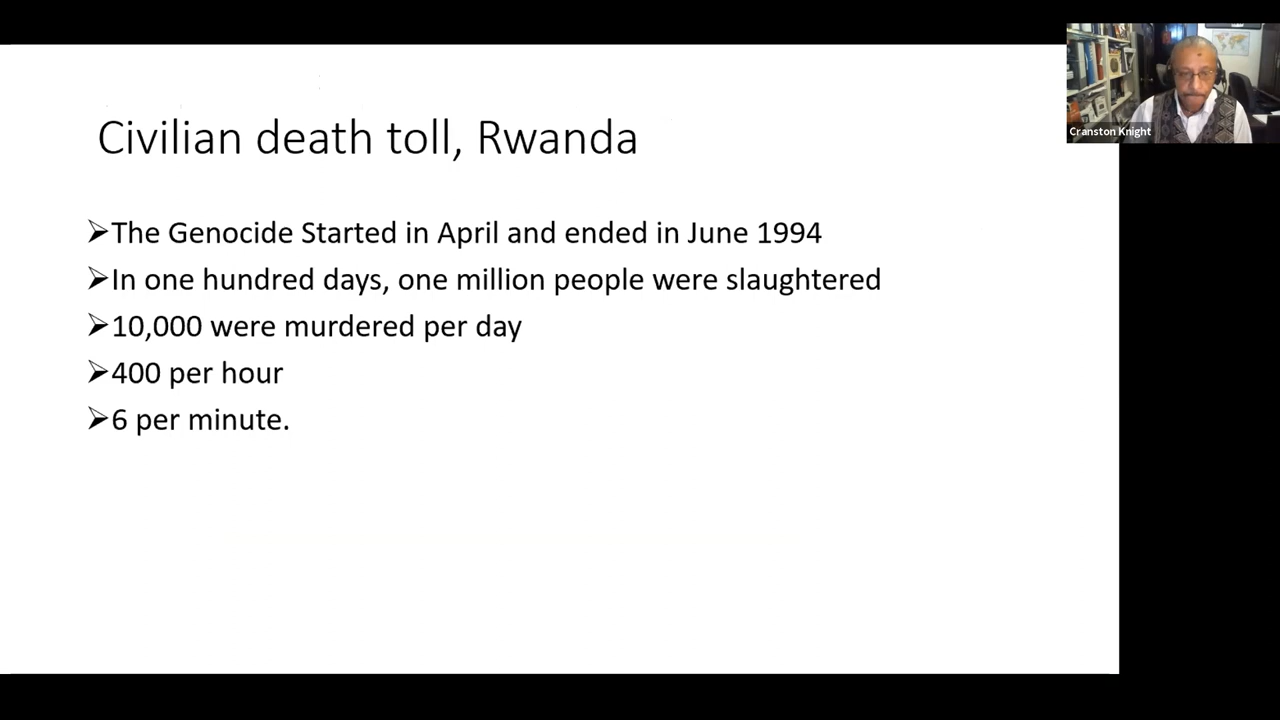 Cranston Knight
Civilian death toll, Rwanda
➢The Genocide Started in April and ended in June 1994
➢In one hundred days, one million people were slaughtered
➢10,000 were murdered per day
➢400 per hour
➢6 per minute.